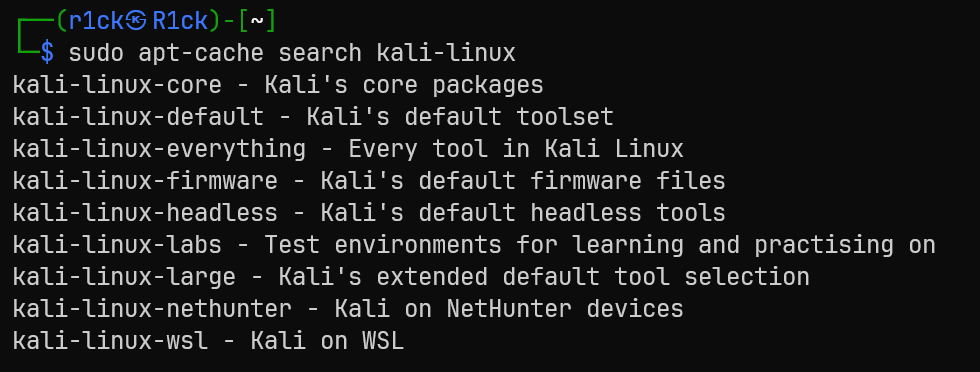 ┌──(r1ck㉿R1ck)-[~]
└─$ sudo apt-cache search kali-linux
kali-linux-core - Kali's core packages
kali-linux-default - Kali's default toolset
kali-linux-everything - Every tool in Kali Linux
kali-linux-firmware - Kali's default firmware files
kali-linux-headless - Kali's default headless tools
kali-linux-labs - Test environments for learning and practising on
kali-linux-large - Kali's extended default tool selection
kali-linux-nethunter - Kali on NetHunter devices
kali-linux-wsl - Kali on WSL